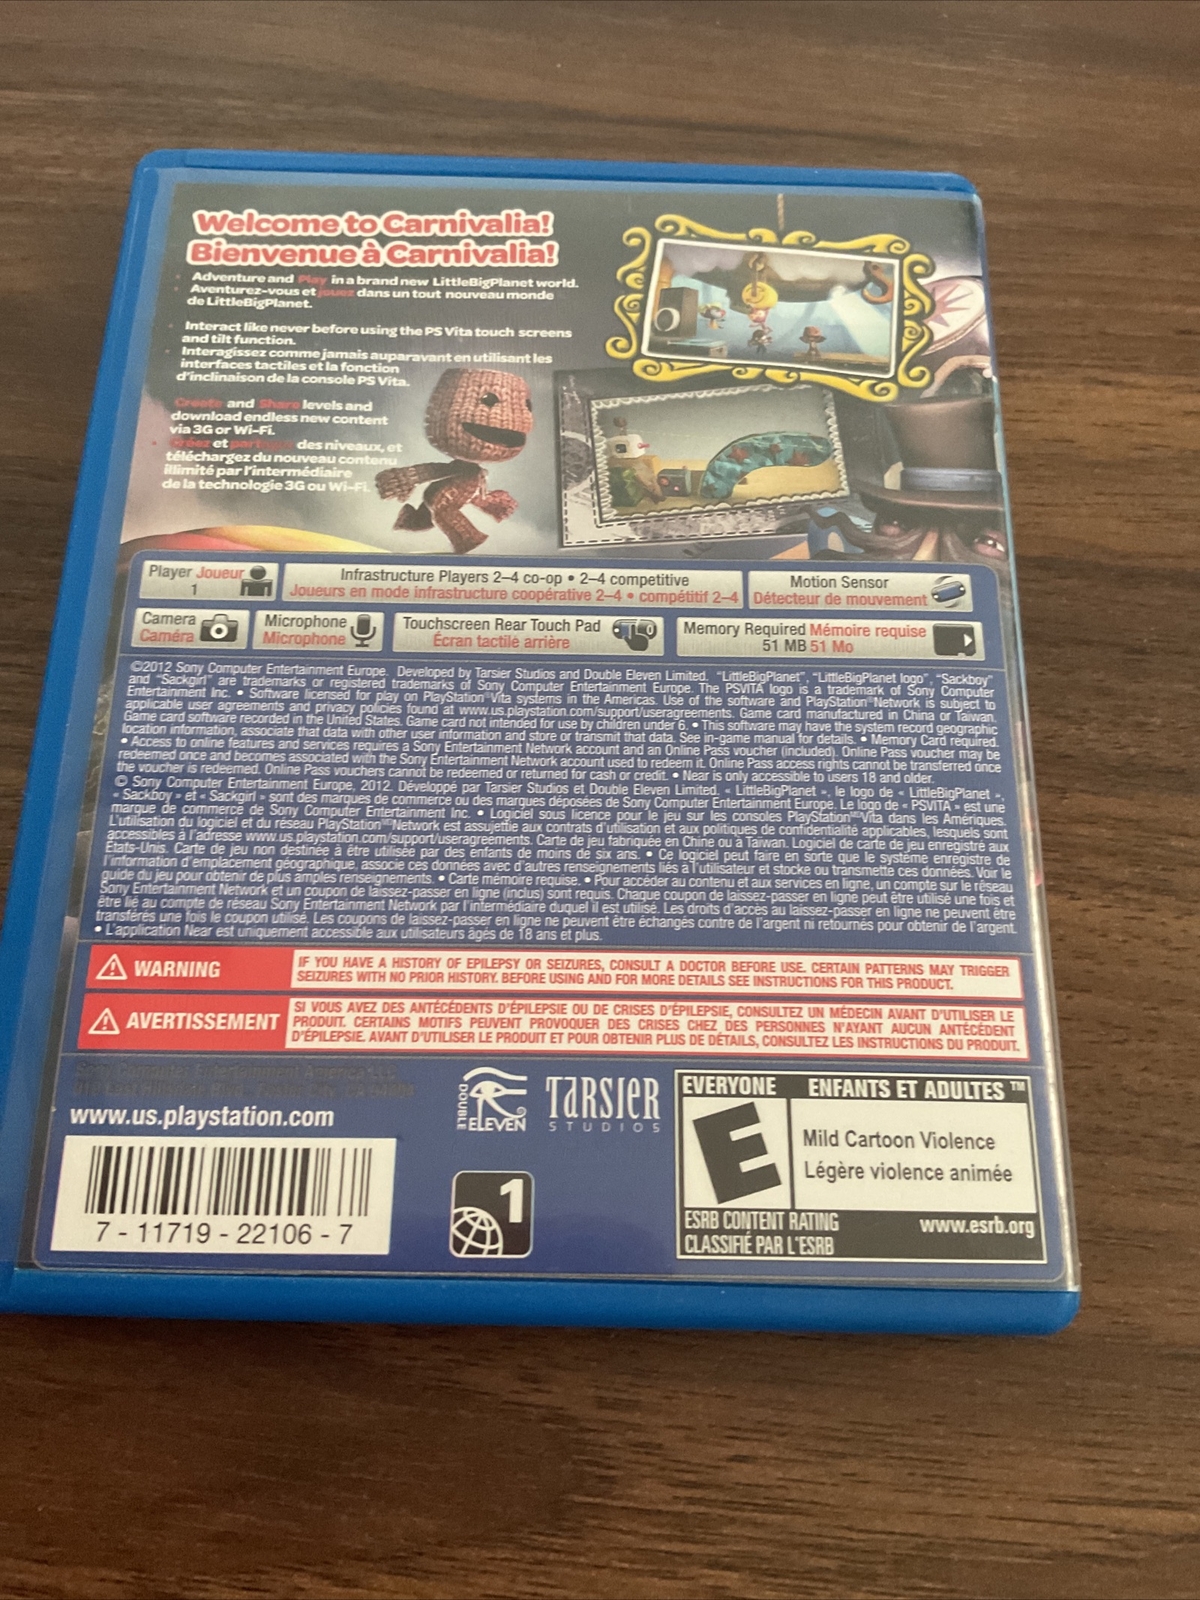 Welcome to Carnivalia!
Bienvenue à Carnivalia!
Adventure and Play in a brand new LittleBigPlanet world.
Aventurez-vous et jouez dans un tout nouveau monde
de LittleBigPlanet.
Interact like never before using the PS Vita touch screens
and tilt function.
Interagissez comme jamais auparavant en utilisant les
interfaces tactiles et la fonction
d'inclinaison de la console PS Vita.
Create and Share levels and
download endless new content
via 3G or Wi-Fi.
Créez et partagez des niveaux, et
téléchargez du nouveau contenu
illimité par l'intermédiaire
de la technologie 3G ou Wi-Fi.
Player Joueur
1
Infrastructure Players 2–4 co-op • 2–4 competitive
Joueurs en mode infrastructure coopérative 2–4 • compétitif 2–4
Motion Sensor
Détecteur de mouvement
Camera
Caméra
Microphone
Microphone
Touchscreen Rear Touch Pad
Écran tactile arrière
Memory Required Mémoire requise
51 MB 51 Mo
©2012 Sony Computer Entertainment Europe. Developed by Tarsier Studios and Double Eleven Limited. "LittleBigPlanet", "LittleBigPlanet logo", "Sackboy"
and "Sackgirl" are trademarks or registered trademarks of Sony Computer Entertainment Europe. The PSVITA logo is a trademark of Sony Computer
Entertainment Inc. • Software licensed for play on PlayStation®Vita systems in the Americas. Use of the software and PlayStation®Network is subject to
applicable user agreements and privacy policies found at www.us.playstation.com/support/useragreements. Game card manufactured in China or Taiwan.
Game card software recorded in the United States. Game card not intended for use by children under 6. • This software may have the system record geographic
location information, associate that data with other user information and store or transmit that data. See in-game manual for details. • Memory Card required.
• Access to online features and services requires a Sony Entertainment Network account and an Online Pass voucher (included). Online Pass voucher may be
redeemed once and becomes associated with the Sony Entertainment Network account used to redeem it. Online Pass access rights cannot be transferred once
the voucher is redeemed. Online Pass vouchers cannot be redeemed or returned for cash or credit. • Near is only accessible to users 18 and older.
© Sony Computer Entertainment Europe, 2012. Développé par Tarsier Studios et Double Eleven Limited. « LittleBigPlanet », le logo de « LittleBigPlanet »,
« Sackboy » et « Sackgirl » sont des marques de commerce ou des marques déposées de Sony Computer Entertainment Europe. Le logo de « PSVITA » est une
marque de commerce de Sony Computer Entertainment Inc. • Logiciel sous licence pour le jeu sur les consoles PlayStationMDVita dans les Amériques.
L'utilisation du logiciel et du réseau PlayStationMDNetwork est assujettie aux contrats d'utilisation et aux politiques de confidentialité applicables, lesquels sont
accessibles à l'adresse www.us.playstation.com/support/useragreements. Carte de jeu fabriquée en Chine ou à Taiwan. Logiciel de carte de jeu enregistré aux
États-Unis. Carte de jeu non destinée à être utilisée par des enfants de moins de six ans. • Ce logiciel peut faire en sorte que le système enregistre de
l'information d'emplacement géographique, associe ces données avec d'autres renseignements liés à l'utilisateur et stocke ou transmette ces données. Voir le
guide du jeu pour obtenir de plus amples renseignements. • Carte mémoire requise. • Pour accéder au contenu et aux services en ligne, un compte sur le réseau
Sony Entertainment Network et un coupon de laissez-passer en ligne (inclus) sont requis. Chaque coupon de laissez-passer en ligne peut être utilisé une fois et
être lié au compte de réseau Sony Entertainment Network par l'intermédiaire duquel il est utilisé. Les droits d'accès au laissez-passer en ligne ne peuvent être
transférés une fois le coupon utilisé. Les coupons de laissez-passer en ligne ne peuvent être échangés contre de l'argent ni retournés pour obtenir de l'argent.
• L'application Near est uniquement accessible aux utilisateurs âgés de 18 ans et plus.
WARNING
IF YOU HAVE A HISTORY OF EPILEPSY OR SEIZURES, CONSULT A DOCTOR BEFORE USE. CERTAIN PATTERNS MAY TRIGGER
SEIZURES WITH NO PRIOR HISTORY. BEFORE USING AND FOR MORE DETAILS SEE INSTRUCTIONS FOR THIS PRODUCT.
AVERTISSEMENT
SI VOUS AVEZ DES ANTÉCÉDENTS D'ÉPILEPSIE OU DE CRISES D'ÉPILEPSIE, CONSULTEZ UN MÉDECIN AVANT D'UTILISER LE
PRODUIT. CERTAINS MOTIFS PEUVENT PROVOQUER DES CRISES CHEZ DES PERSONNES N'AYANT AUCUN ANTÉCÉDENT
D'ÉPILEPSIE. AVANT D'UTILISER LE PRODUIT ET POUR OBTENIR PLUS DE DÉTAILS, CONSULTEZ LES INSTRUCTIONS DU PRODUIT.
Sony Computer Entertainment America LLC
www.us.playstation.com
DOUBLE ELEVEN
TARSIER
STUDIOS
EVERYONE ENFANTS ET ADULTES ™
E
Mild Cartoon Violence
Légère violence animée
ESRB CONTENT RATING www.esrb.org
CLASSIFIÉ PAR L'ESRB
7 - 11719 - 22106 - 7
1